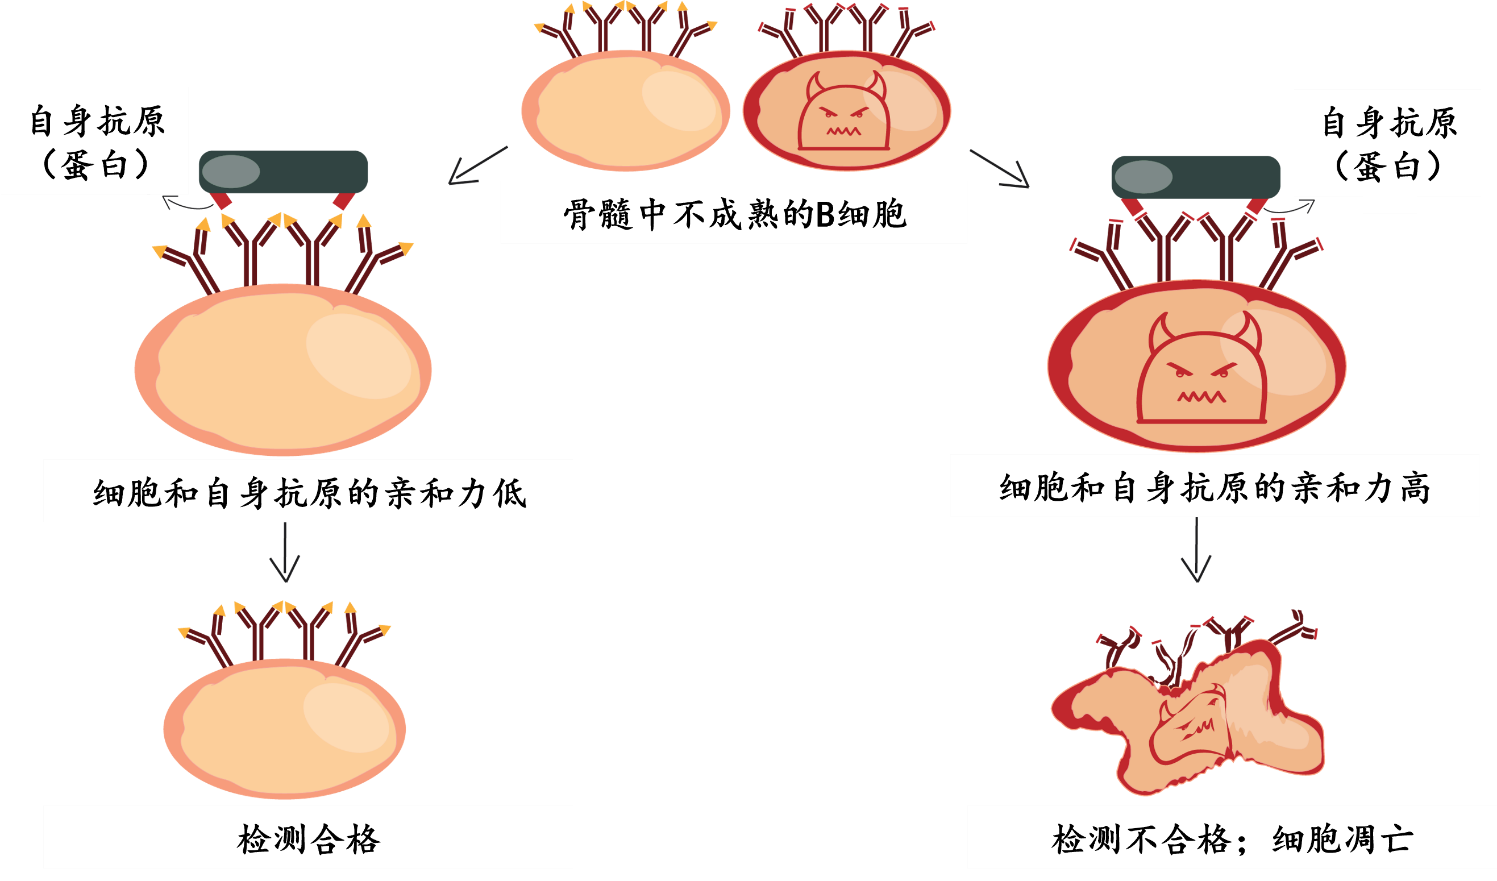 骨髓中不成熟的B细胞
自身抗原
（蛋白）
自身抗原
（蛋白）
细胞和自身抗原的亲和力低
细胞和自身抗原的亲和力高
检测合格
检测不合格；细胞凋亡